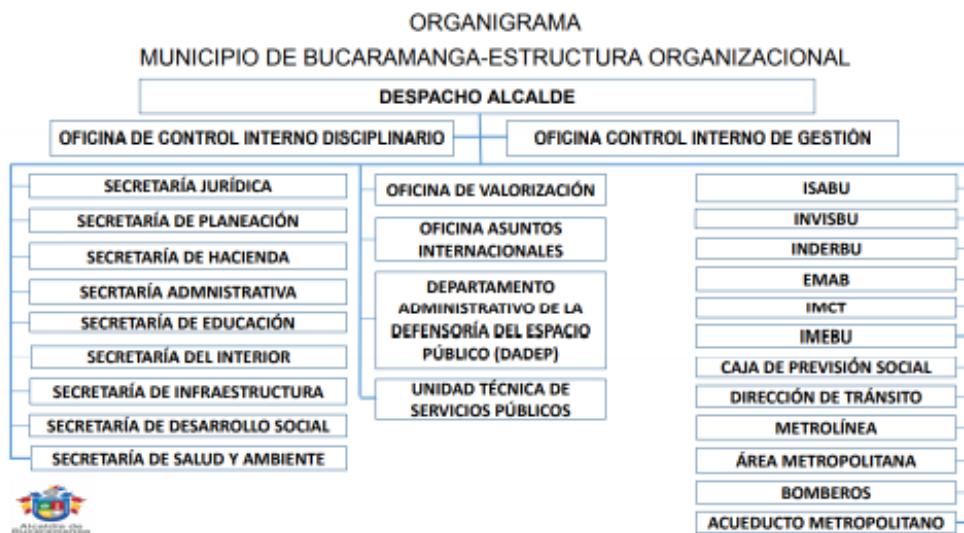 ORGANIGRAMA
MUNICIPIO DE BUCARAMANGA-ESTRUCTURA ORGANIZACIONAL
DESPACHO ALCALDE
OFICINA DE CONTROL INTERNO DISCIPLINARIO
OFICINA CONTROL INTERNO DE GESTIÓN
SECRETARÍA JURÍDICA
SECRETARÍA DE PLANEACIÓN
SECRETARÍA DE HACIENDA
SECRTARÍA ADMNISTRATIVA
SECRETARÍA DE EDUCACIÓN
SECRETARÍA DEL INTERIOR
SECRETARÍA DE INFRAESTRUCTURA
SECRETARÍA DE DESARROLLO SOCIAL
SECRETARÍA DE SALUD Y AMBIENTE
OFICINA DE VALORIZACIÓN
OFICINA ASUNTOS
INTERNACIONALES
DEPARTAMENTO
ADMINISTRATIVO DE LA
DEFENSORÍA DEL ESPACIO
PÚBLICO (DADEP)
UNIDAD TÉCNICA DE
SERVICIOS PÚBLICOS
ISABU
INVISBU
INDERBU
EMAB
IMCT
IMEBU
CAJA DE PREVISIÓN SOCIAL
DIRECCIÓN DE TRÁNSITO
METROLÍNEA
ÁREA METROPOLITANA
BOMBEROS
ACUEDUCTO METROPOLITANO
Alcaldía de
Bucaramanga